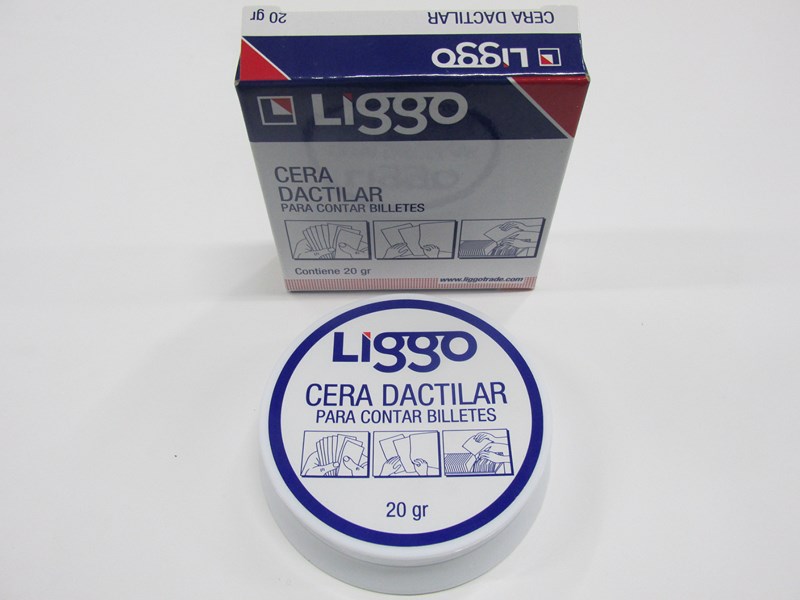 20 gr
CERA DACTILAR
Liggo
Liggo
CERA
DACTILAR
PARA CONTAR BILLETES
Contiene 20 gr
www.liggotrade.com
Liggo
CERA DACTILAR
PARA CONTAR BILLETES
20 gr